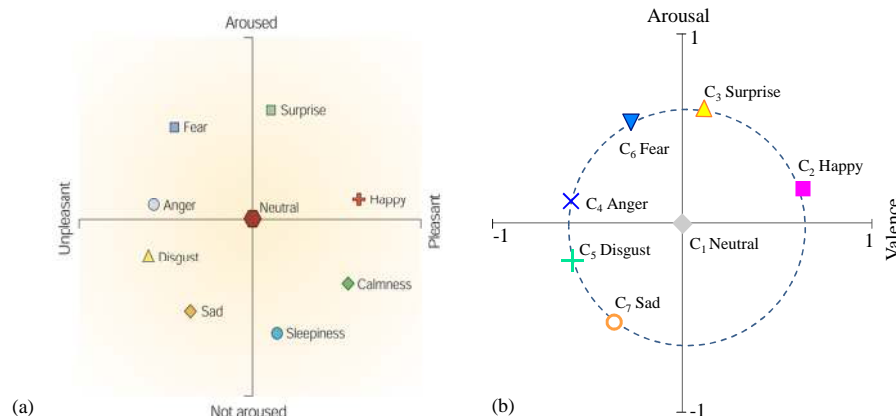 Aroused
Surprise
Fear
Anger
Neutral
Happy
Unpleasant
Pleasant
Disgust
Calmness
Sad
Sleepiness
Not aroused
(a)
Arousal
1
C3 Surprise
C6 Fear
C2 Happy
C4 Anger
-1
1
Valence
C1 Neutral
C5 Disgust
C7 Sad
-1
(b)